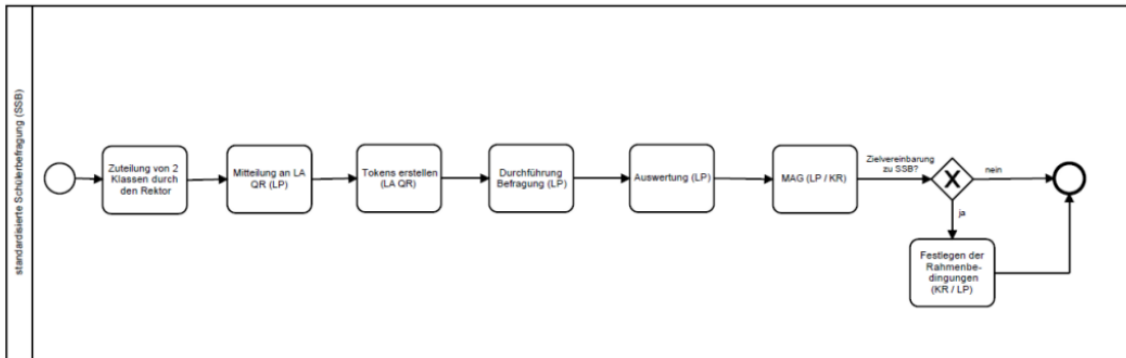 standardisierte Schülerbefragung (SSB)
Zuteilung von 2
Klassen durch
den Rektor
Mitteilung an LA
QR (LP)
Tokens erstellen
(LA QR)
Durchführung
Befragung (LP)
Auswertung (LP)
MAG (LP / KR)
Zielvereinbarung
zu SSB?
X
nein
ja
Festlegen der
Rahmenbe-
dingungen
(KR / LP)